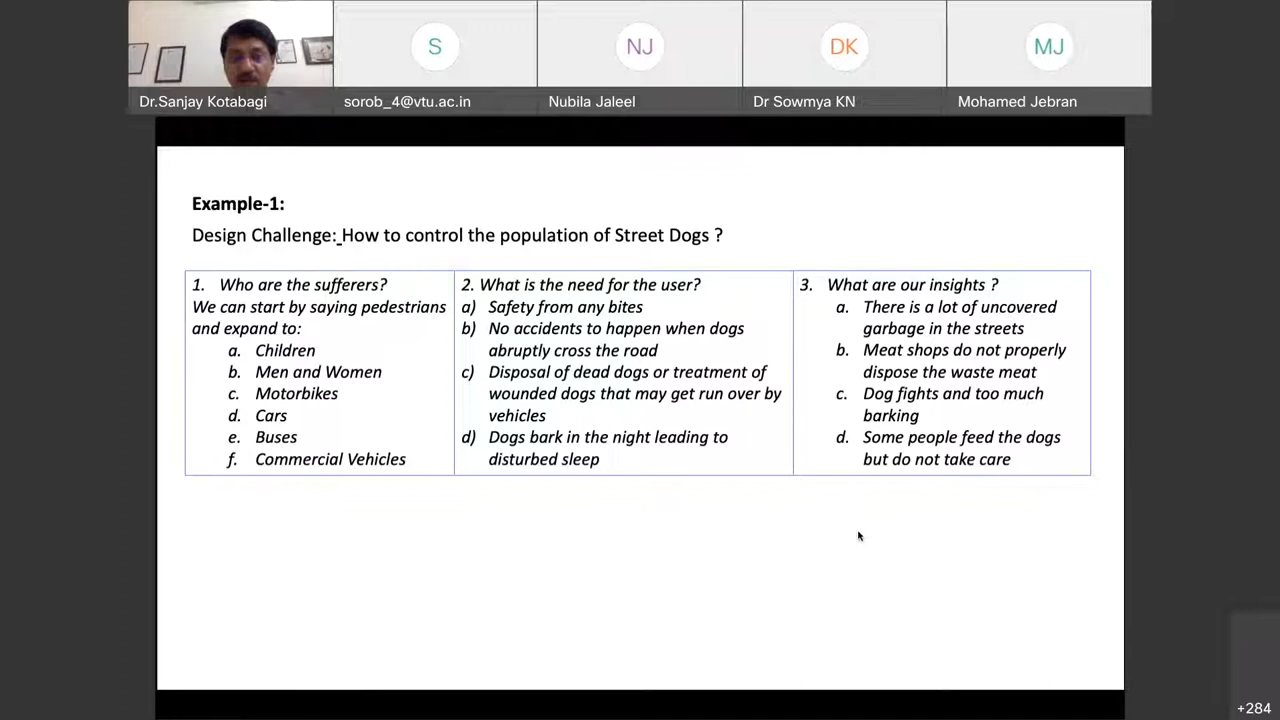 S
NJ
DK
MJ
Dr.Sanjay Kotabagi
sorob_4@vtu.ac.in
Nubila Jaleel
Dr Sowmya KN
Mohamed Jebran
Example-1:
Design Challenge: How to control the population of Street Dogs ?
1. Who are the sufferers?
We can start by saying pedestrians
and expand to:
a. Children
b. Men and Women
c. Motorbikes
d. Cars
e. Buses
f. Commercial Vehicles
2. What is the need for the user?
a) Safety from any bites
b) No accidents to happen when dogs
abruptly cross the road
c) Disposal of dead dogs or treatment of
wounded dogs that may get run over by
vehicles
d) Dogs bark in the night leading to
disturbed sleep
3. What are our insights ?
a. There is a lot of uncovered
garbage in the streets
b. Meat shops do not properly
dispose the waste meat
c. Dog fights and too much
barking
d. Some people feed the dogs
but do not take care
+284